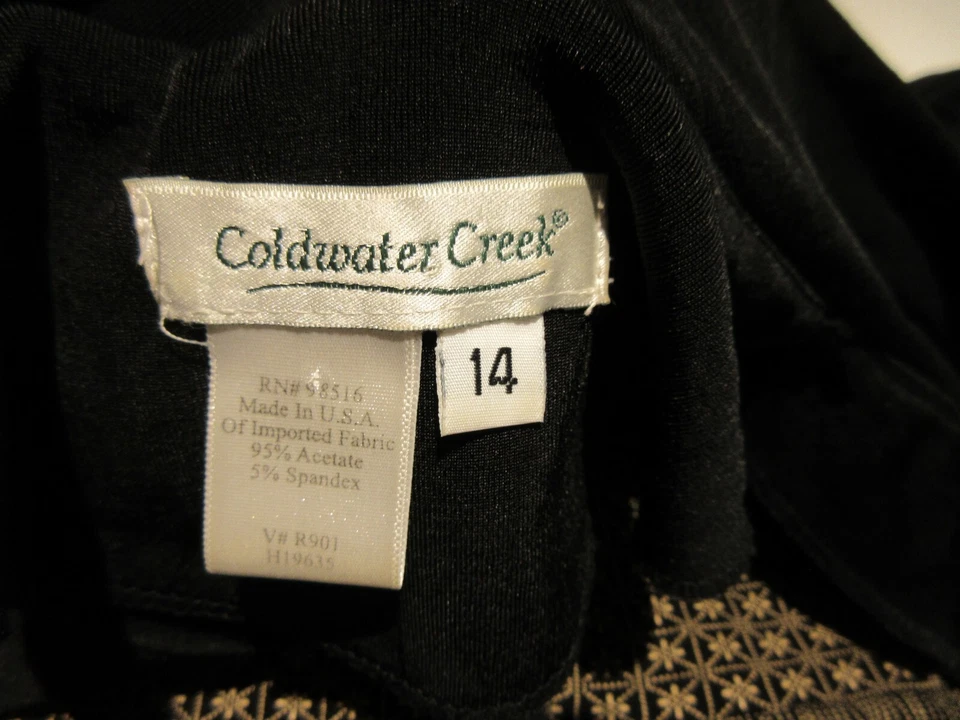 Coldwater Creek®
14
RN# 98516
Made In U.S.A.
Of Imported Fabric
95% Acetate
5% Spandex
V# R901
H19635